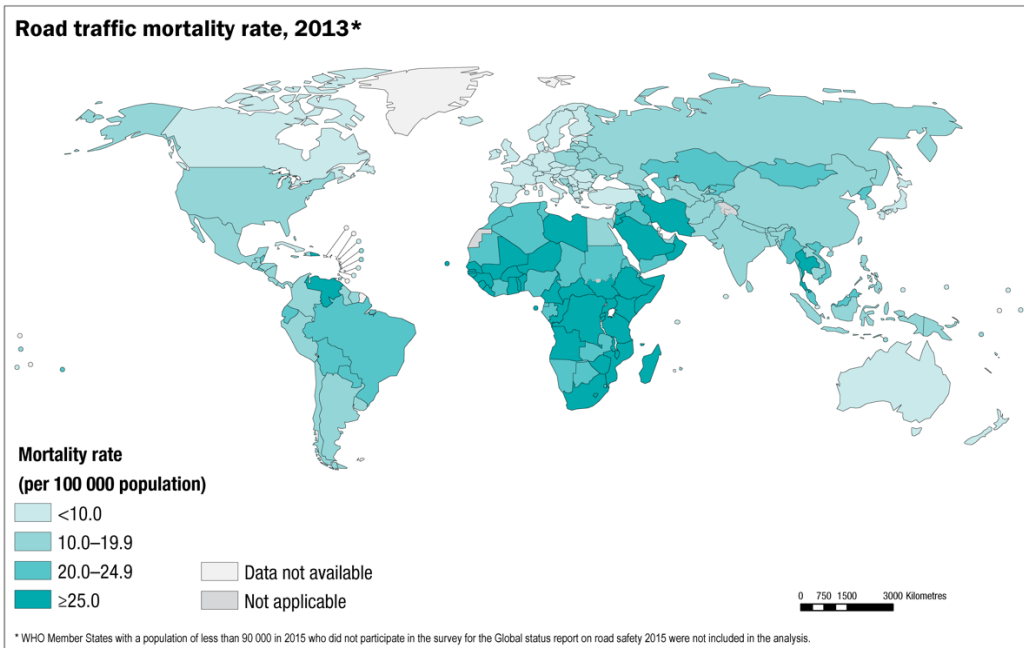 Road traffic mortality rate, 2013*
Mortality rate
(per 100 000 population)
<10.0
10.0–19.9
20.0–24.9
≥25.0
Data not available
Not applicable
0 750 1500 3000 Kilometres
* WHO Member States with a population of less than 90 000 in 2015 who did not participate in the survey for the Global status report on road safety 2015 were not included in the analysis.